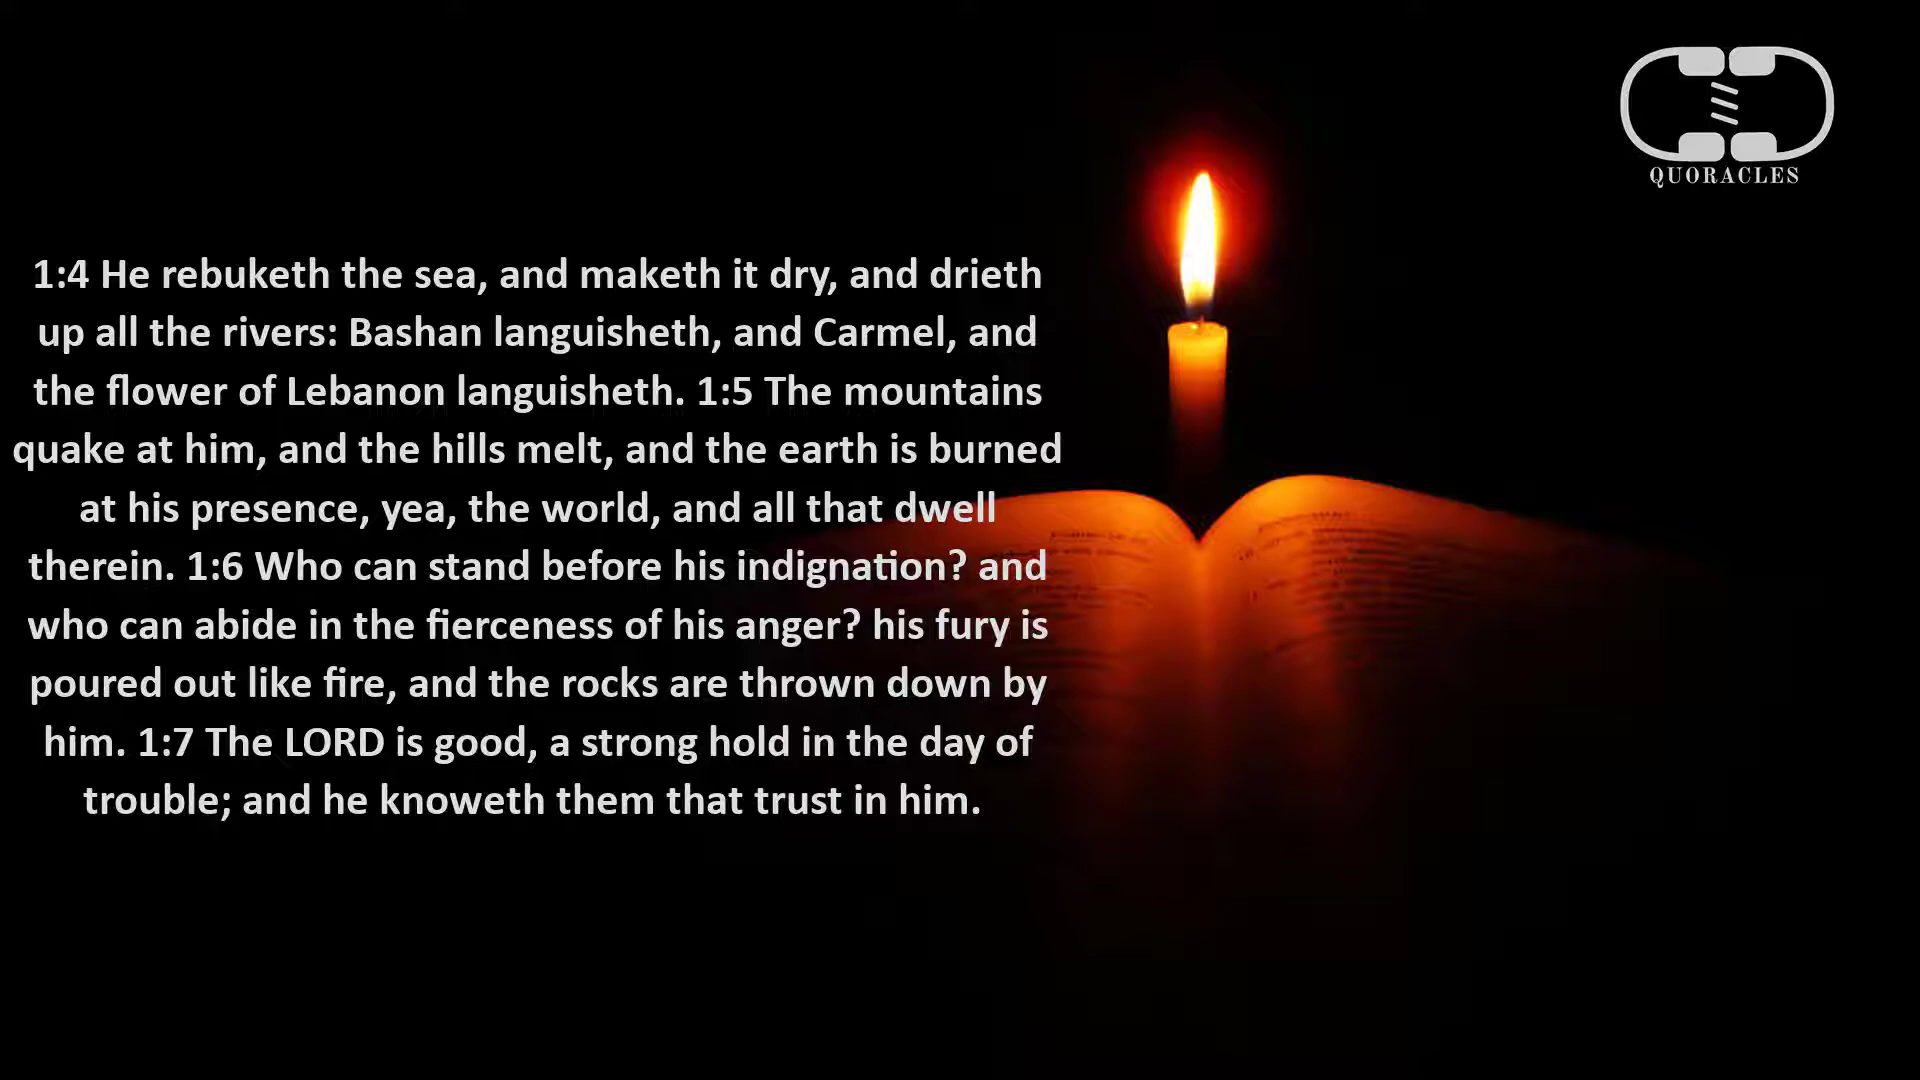 QUORACLES
1:4 He rebuketh the sea, and maketh it dry, and drieth
up all the rivers: Bashan languisheth, and Carmel, and
the flower of Lebanon languisheth. 1:5 The mountains
quake at him, and the hills melt, and the earth is burned
at his presence, yea, the world, and all that dwell
therein. 1:6 Who can stand before his indignation? and
who can abide in the fierceness of his anger? his fury is
poured out like fire, and the rocks are thrown down by
him. 1:7 The LORD is good, a strong hold in the day of
trouble; and he knoweth them that trust in him.